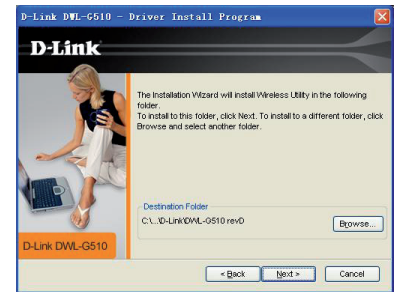 D-Link DWL-G510 - Driver Install Program
D-Link
The Installation Wizard will install Wireless Utility in the following
folder.
To install to this folder, click Next. To install to a different folder, click
Browse and select another folder.
Destination Folder
C:\...\D-Link\DWL-G510 revD
Browse...
D-Link DWL-G510
< Back
Next >
Cancel